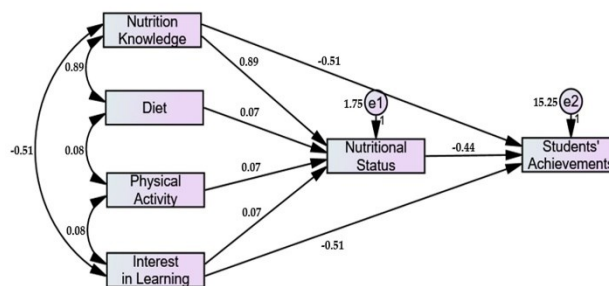 Nutrition
Knowledge
-0.51
0.89
0.89
1.75
e1
1
15.25
e2
1
Diet
0.07
-0.51
0.08
0.07
Nutritional
Status
-0.44
Students'
Achievements
Physical
Activity
0.08
0.07
-0.51
Interest
in Learning